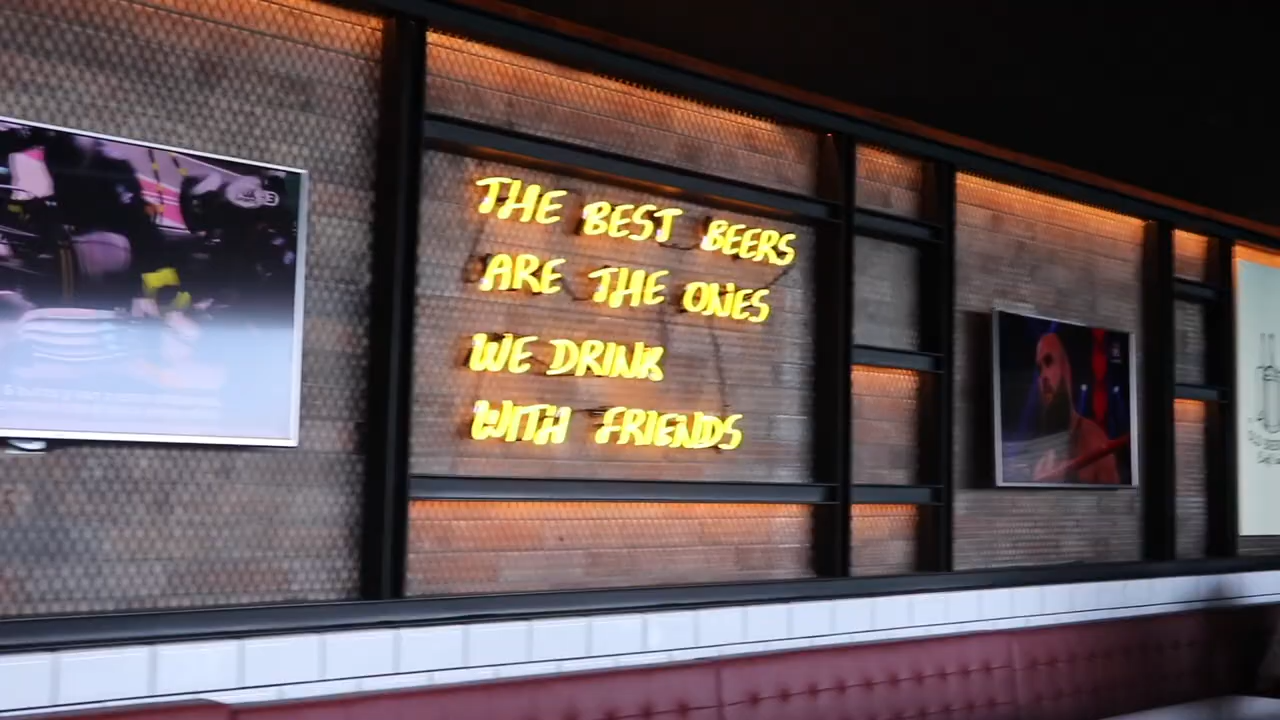 THE BEST BEERS
ARE THE ONES
WE DRINK
WITH FRIENDS